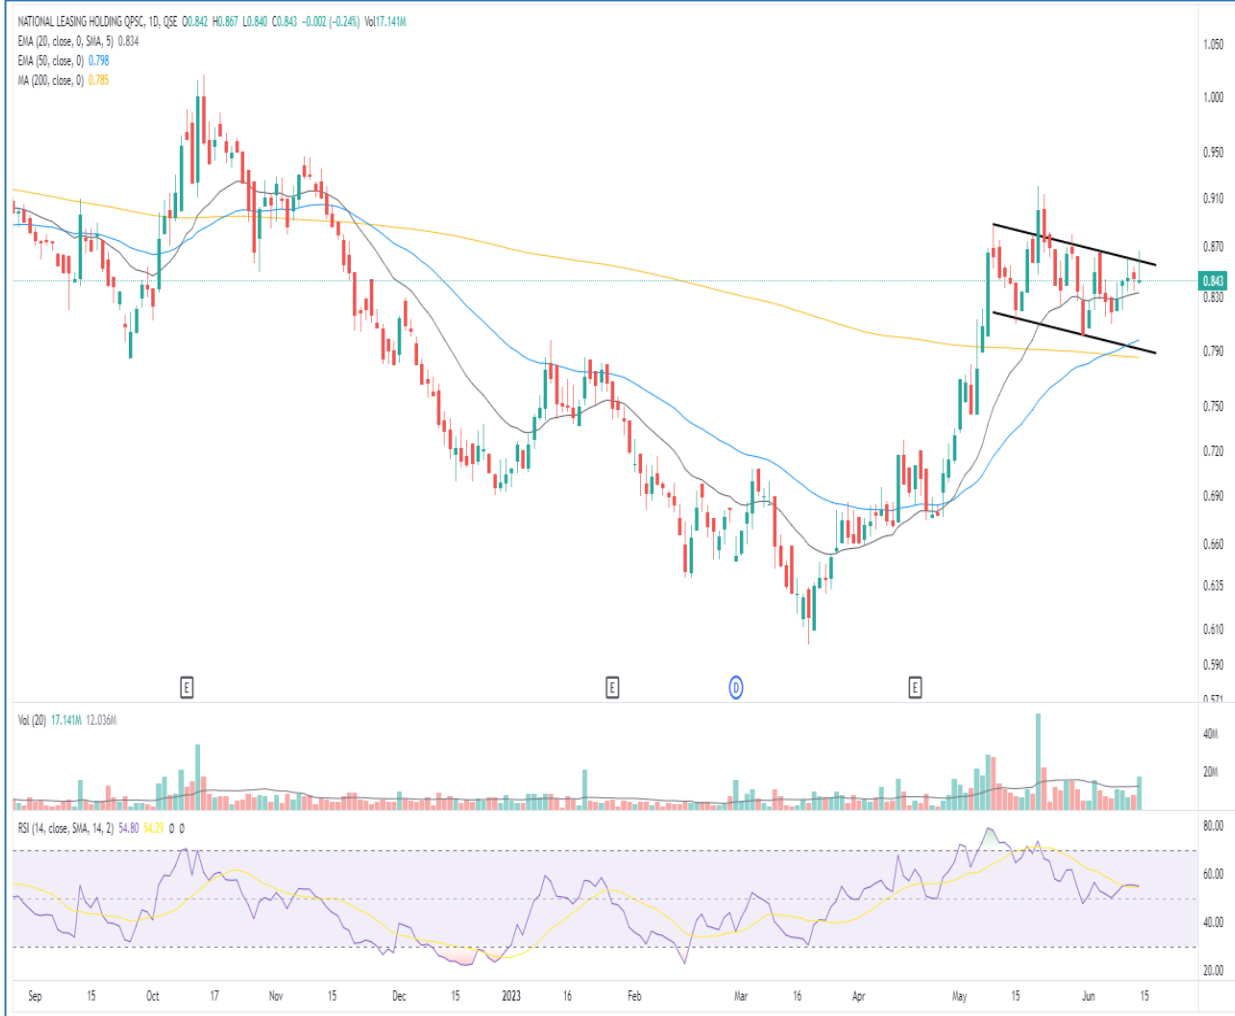 NATIONAL LEASING HOLDING QPSC, 1D, QSE O0.842 H0.867 L0.840 C0.843 −0.002 (−0.24%) Vol17.141M
EMA (20, close, 0, SMA, 5) 0.834
EMA (50, close, 0) 0.798
MA (200, close, 0) 0.785
1.050
1.000
0.950
0.910
0.870
0.843
0.830
0.790
0.750
0.720
0.690
0.660
0.635
0.610
0.590
0.571
E E D E
Vol (20) 17.141M 12.036M
40M
20M
RSI (14, close, SMA, 14, 2) 54.80 54.29 Ø Ø
80.00
60.00
40.00
20.00
Sep 15 Oct 17 Nov 15 Dec 15 2023 16 Feb Mar 16 Apr May 15 Jun 15